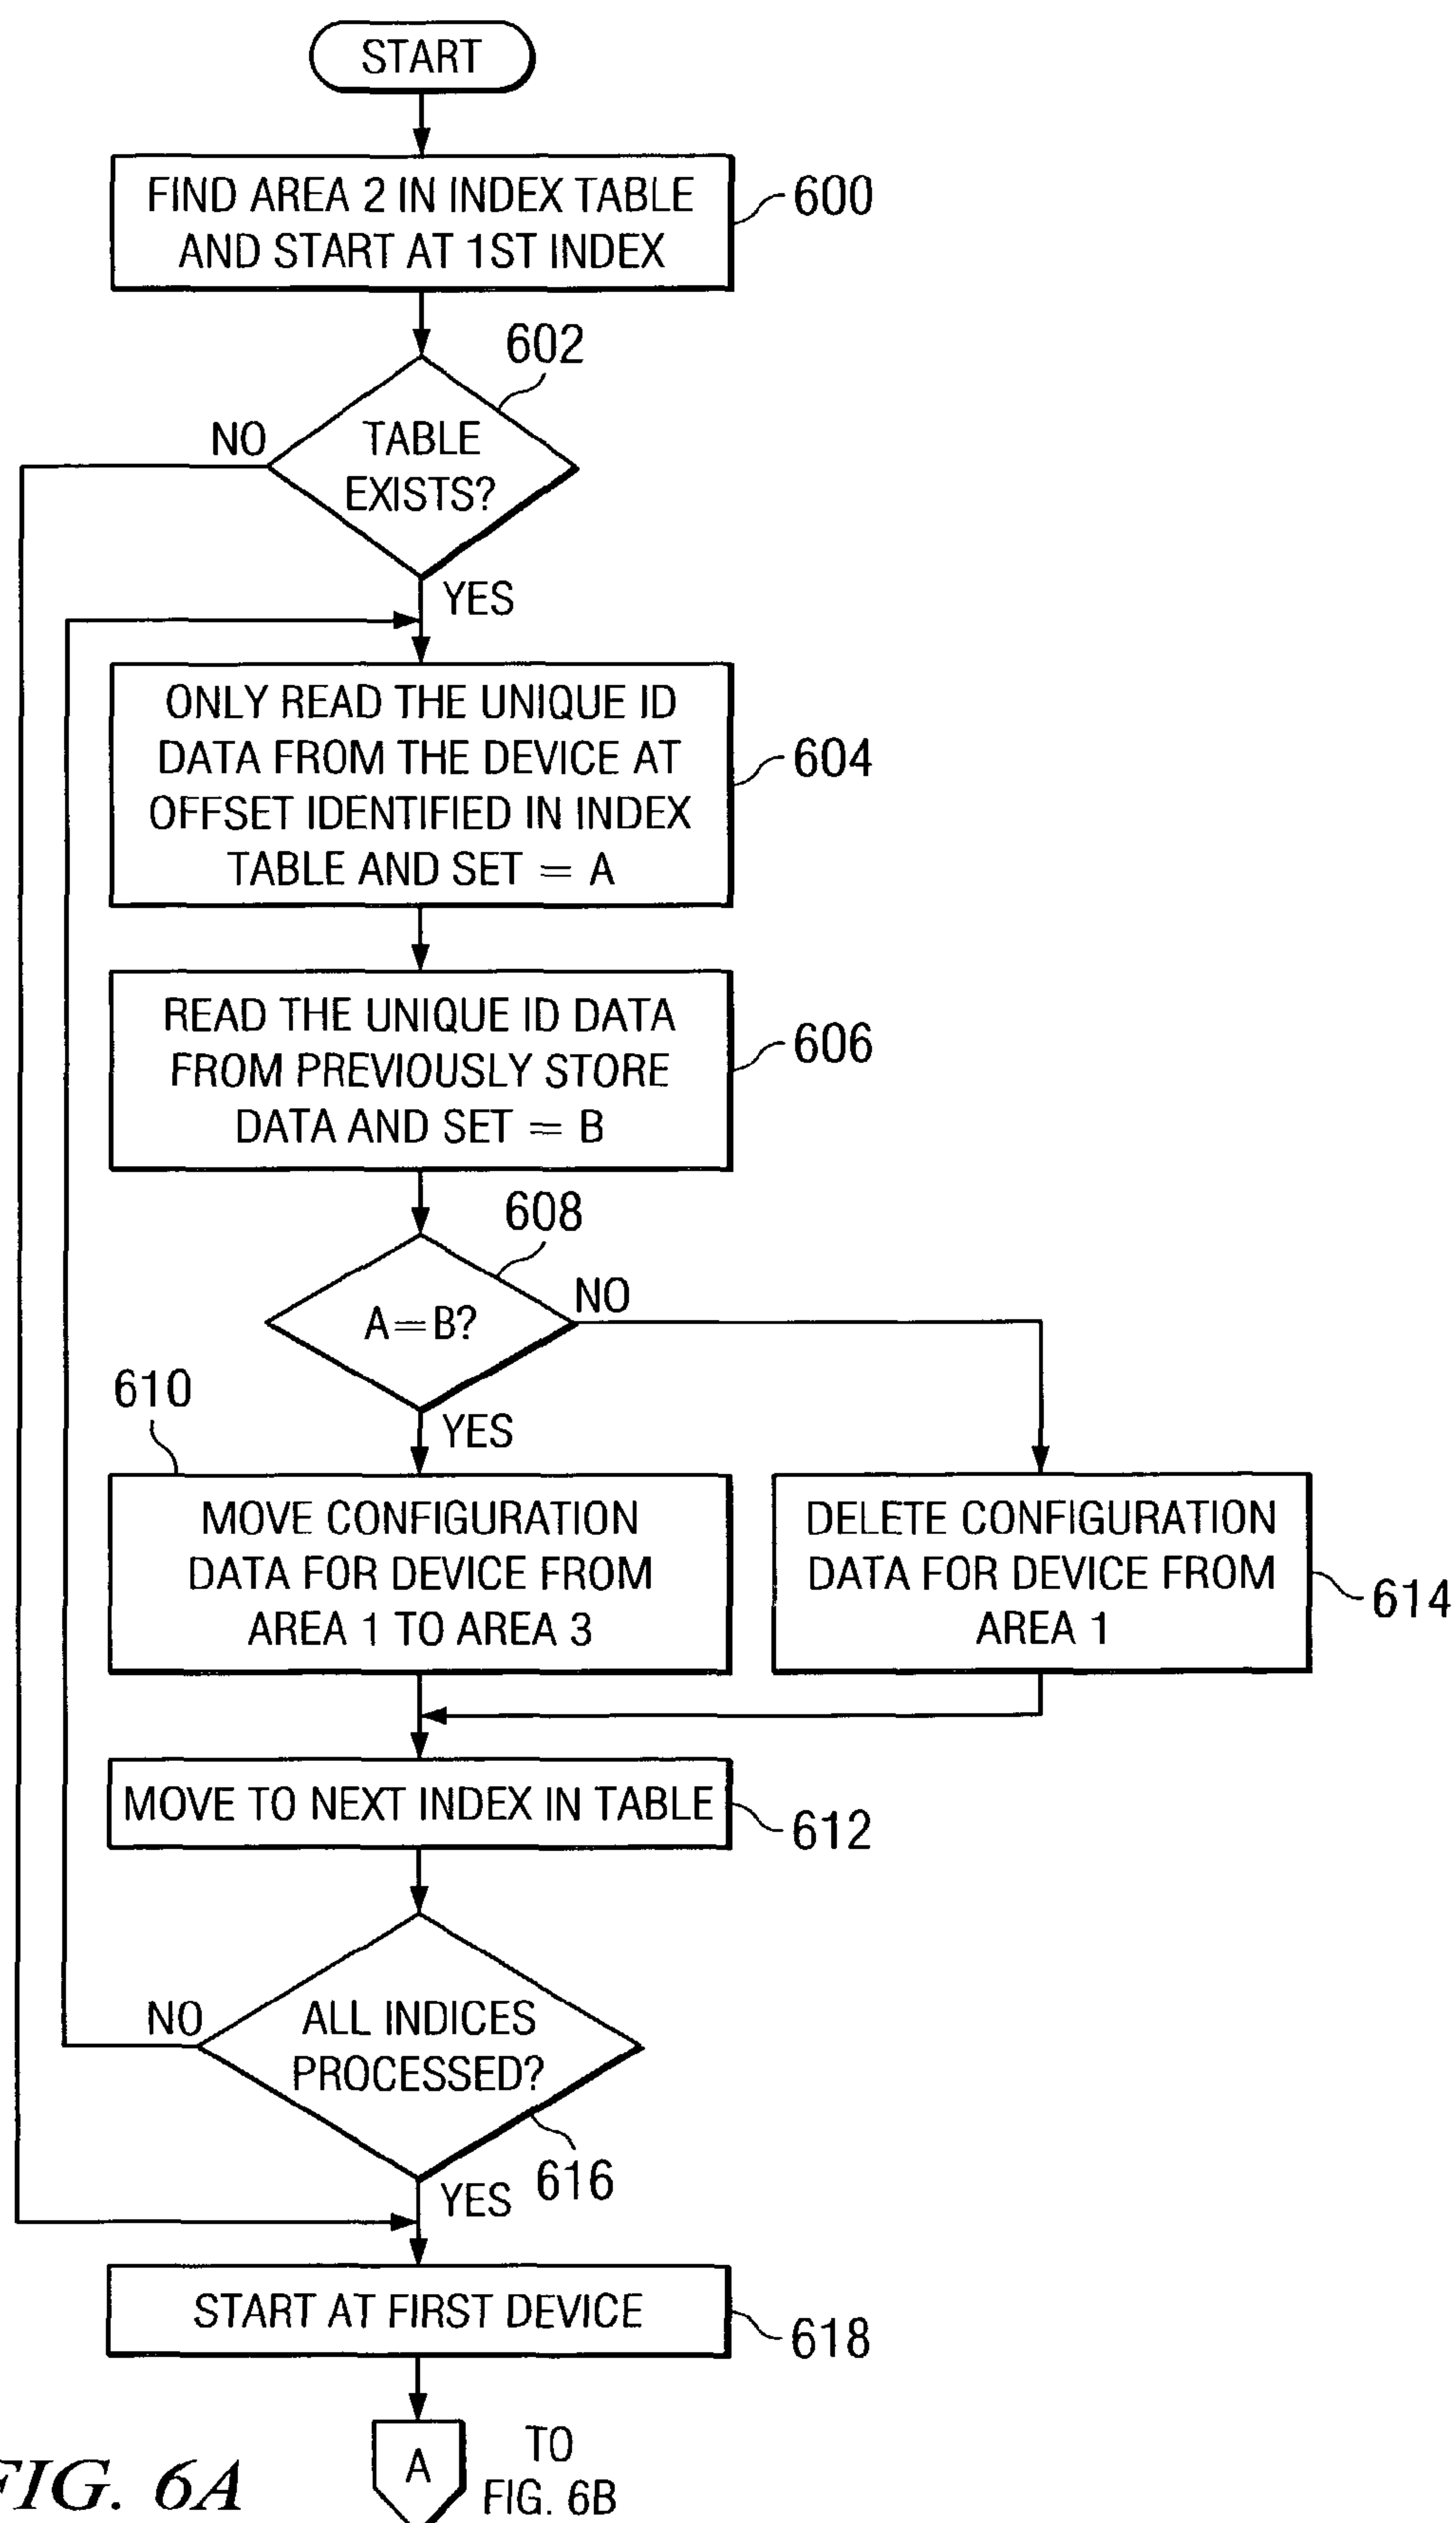 START
FIND AREA 2 IN INDEX TABLE
AND START AT 1ST INDEX
600
602
TABLE
EXISTS?
NO
YES
ONLY READ THE UNIQUE ID
DATA FROM THE DEVICE AT
OFFSET IDENTIFIED IN INDEX
TABLE AND SET = A
604
READ THE UNIQUE ID DATA
FROM PREVIOUSLY STORE
DATA AND SET = B
606
608
A=B?
NO
YES
610
MOVE CONFIGURATION
DATA FOR DEVICE FROM
AREA 1 TO AREA 3
DELETE CONFIGURATION
DATA FOR DEVICE FROM
AREA 1
614
MOVE TO NEXT INDEX IN TABLE
612
NO
ALL INDICES
PROCESSED?
616
YES
START AT FIRST DEVICE
618
A
TO
FIG. 6B
FIG. 6A